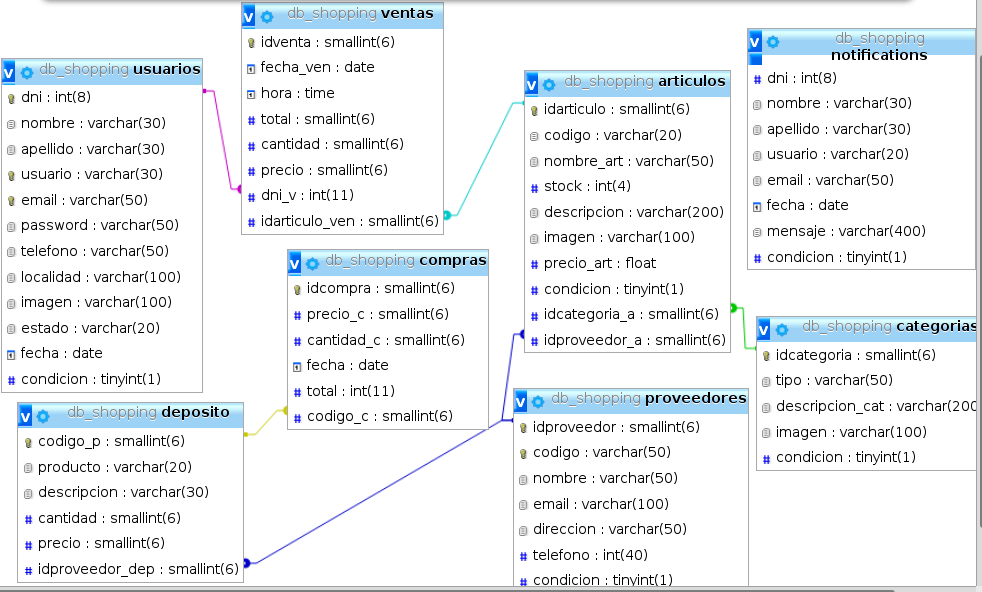 db_shopping ventas
idventa : smallint(6)
fecha_ven : date
hora : time
total : smallint(6)
cantidad : smallint(6)
precio : smallint(6)
dni_v : int(11)
idarticulo_ven : smallint(6)
db_shopping usuarios
dni : int(8)
nombre : varchar(30)
apellido : varchar(30)
usuario : varchar(30)
email : varchar(50)
password : varchar(50)
telefono : varchar(50)
localidad : varchar(100)
imagen : varchar(100)
estado : varchar(20)
fecha : date
condicion : tinyint(1)
db_shopping articulos
idarticulo : smallint(6)
codigo : varchar(20)
nombre_art : varchar(50)
stock : int(4)
descripcion : varchar(200)
imagen : varchar(100)
precio_art : float
condicion : tinyint(1)
idcategoria_a : smallint(6)
idproveedor_a : smallint(6)
db_shopping
notifications
dni : int(8)
nombre : varchar(30)
apellido : varchar(30)
usuario : varchar(20)
email : varchar(50)
fecha : date
mensaje : varchar(400)
condicion : tinyint(1)
db_shopping compras
idcompra : smallint(6)
precio_c : smallint(6)
cantidad_c : smallint(6)
fecha : date
total : int(11)
codigo_c : smallint(6)
db_shopping categorias
idcategoria : smallint(6)
tipo : varchar(50)
descripcion_cat : varchar(200
imagen : varchar(100)
condicion : tinyint(1)
db_shopping deposito
codigo_p : smallint(6)
producto : varchar(20)
descripcion : varchar(30)
cantidad : smallint(6)
precio : smallint(6)
idproveedor_dep : smallint(6)
db_shopping proveedores
idproveedor : smallint(6)
codigo : varchar(50)
nombre : varchar(50)
email : varchar(100)
direccion : varchar(50)
telefono : int(40)
condicion : tinyint(1)